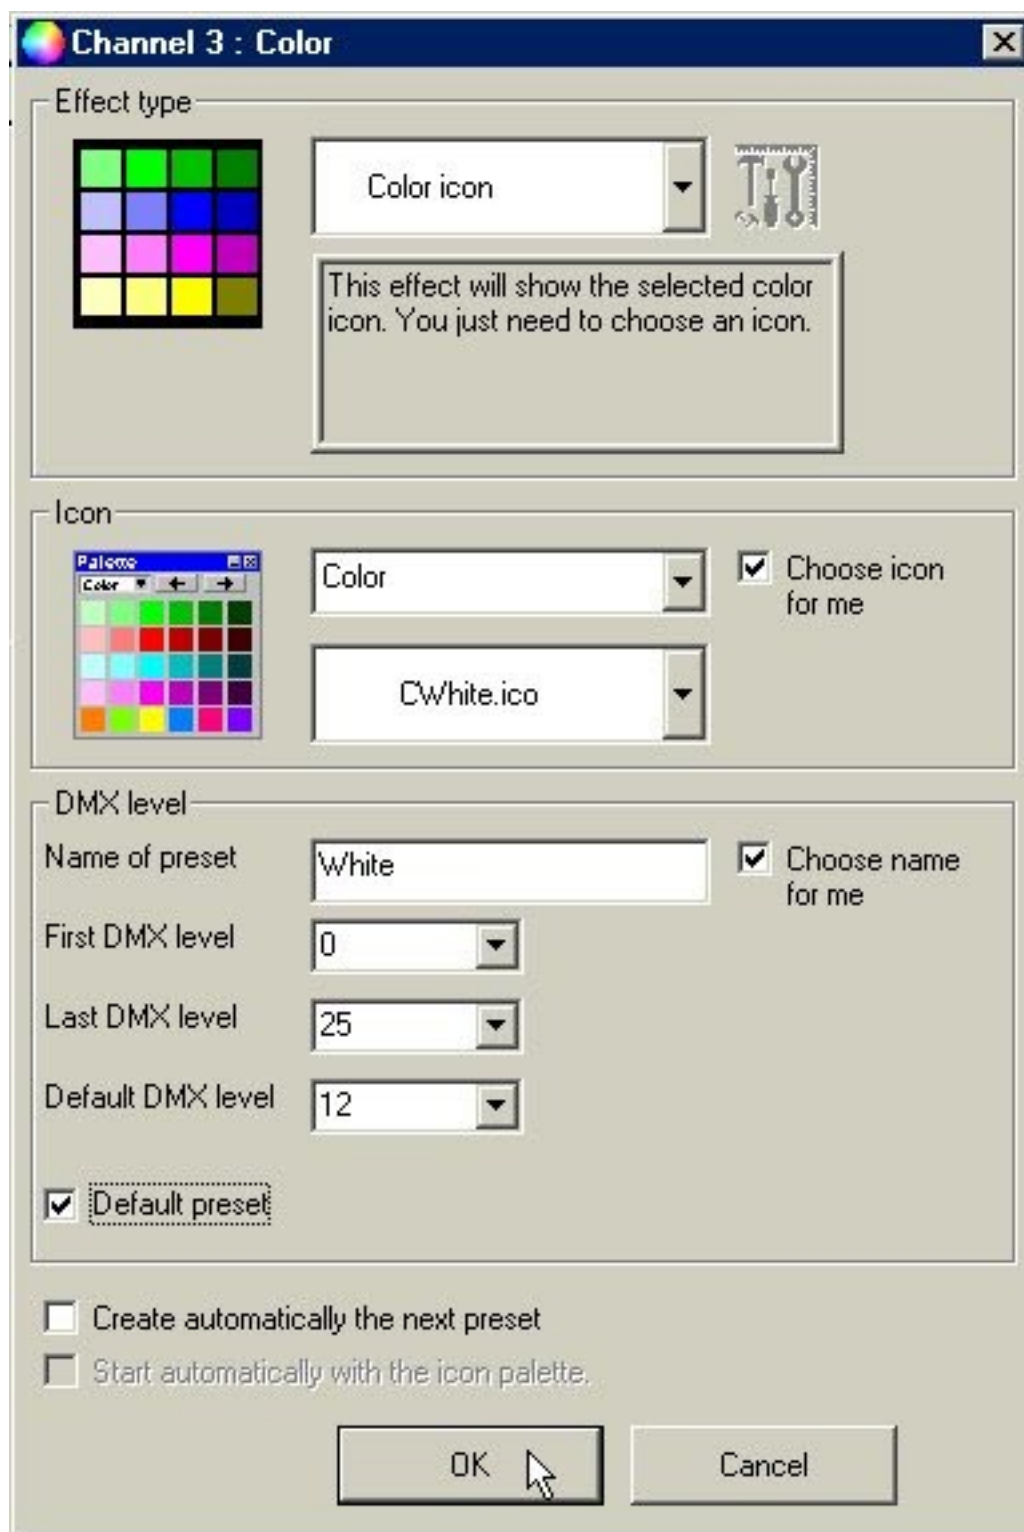 Channel 3 : Color
Effect type
Color icon
This effect will show the selected color
icon. You just need to choose an icon.
Icon
Palette
Color
Color
Choose icon
for me
CWhite.ico
DMX level
Name of preset
White
Choose name
for me
First DMX level
0
Last DMX level
25
Default DMX level
12
Default preset
Create automatically the next preset
Start automatically with the icon palette.
OK
Cancel